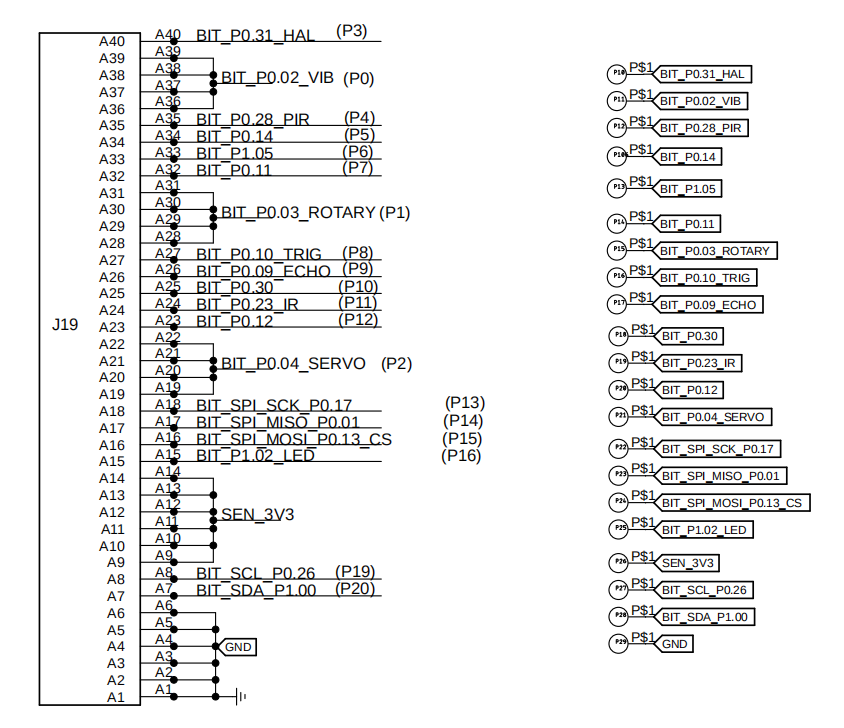 A40 A40 BIT_P0.31_HAL (P3)
A39 A39
A38 A38 BIT_P0.02_VIB (P0)
A37 A37
A36 A36
A35 A35 BIT_P0.28_PIR (P4)
A34 A34 BIT_P0.14 (P5)
A33 A33 BIT_P1.05 (P6)
A32 A32 BIT_P0.11 (P7)
A31 A31
A30 A30 BIT_P0.03_ROTARY (P1)
A29 A29
A28 A28
A27 A27 BIT_P0.10_TRIG (P8)
A26 A26 BIT_P0.09_ECHO (P9)
A25 A25 BIT_P0.30 (P10)
A24 A24 BIT_P0.23_IR (P11)
A23 A23 BIT_P0.12 (P12)
J19
A22 A22
A21 A21 BIT_P0.04_SERVO (P2)
A20 A20
A19 A19
A18 A18 BIT_SPI_SCK_P0.17 (P13)
A17 A17 BIT_SPI_MISO_P0.01 (P14)
A16 A16 BIT_SPI_MOSI_P0.13_CS (P15)
A15 A15 BIT_P1.02_LED (P16)
A14 A14
A13 A13
A12 A12 SEN_3V3
A11 A11
A10 A10
A9 A9
A8 A8 BIT_SCL_P0.26 (P19)
A7 A7 BIT_SDA_P1.00 (P20)
A6 A6
A5 A5
A4 A4 GND
A3 A3
A2 A2
A1 A1
P10 P$1 BIT_P0.31_HAL
P11 P$1 BIT_P0.02_VIB
P12 P$1 BIT_P0.28_PIR
P$1 BIT_P0.14
P13 P$1 BIT_P1.05
P14 P$1 BIT_P0.11
P15 P$1 BIT_P0.03_ROTARY
P16 P$1 BIT_P0.10_TRIG
P17 P$1 BIT_P0.09_ECHO
P18 P$1 BIT_P0.30
P19 P$1 BIT_P0.23_IR
P20 P$1 BIT_P0.12
P21 P$1 BIT_P0.04_SERVO
P22 P$1 BIT_SPI_SCK_P0.17
P23 P$1 BIT_SPI_MISO_P0.01
P24 P$1 BIT_SPI_MOSI_P0.13_CS
P25 P$1 BIT_P1.02_LED
P26 P$1 SEN_3V3
P27 P$1 BIT_SCL_P0.26
P28 P$1 BIT_SDA_P1.00
P29 P$1 GND